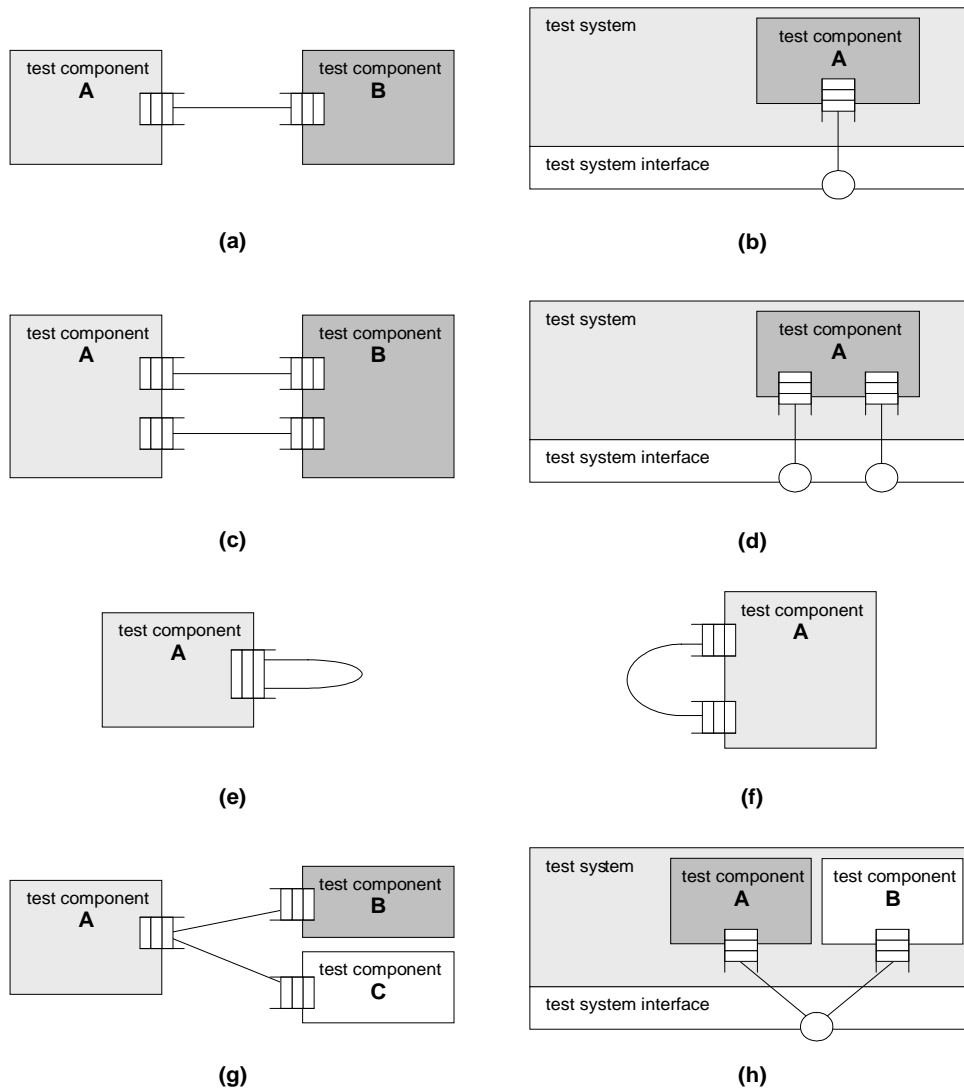 test component
A
test component
B
(a)
test system
test component
A
test system interface
(b)
test component
A
test component
B
(c)
test system
test component
A
test system interface
(d)
test component
A
(e)
test component
A
(f)
test component
A
test component
B
test component
C
(g)
test system
test component
A
test component
B
test system interface
(h)